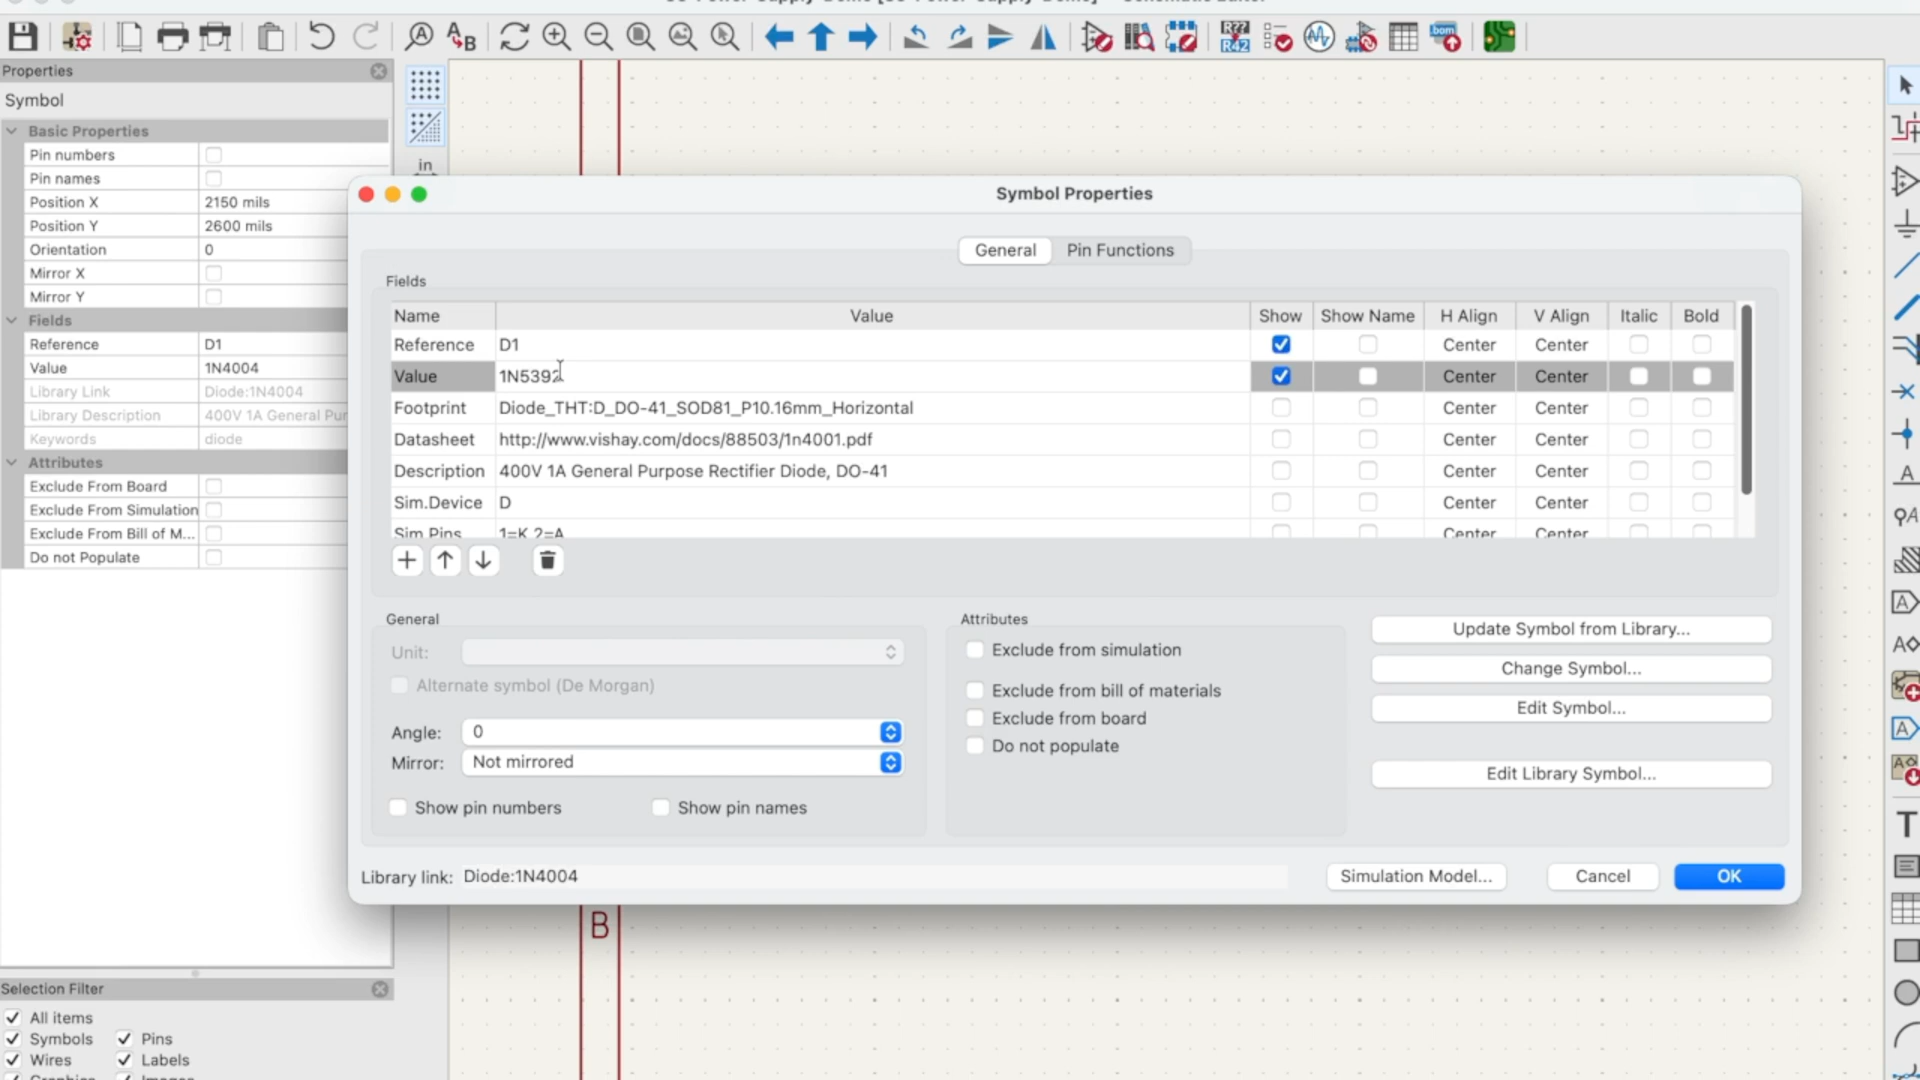 Properties
Symbol
Basic Properties
Pin numbers
Pin names
Position X 2150 mils
Position Y 2600 mils
Orientation 0
Mirror X
Mirror Y
Fields
Reference D1
Value 1N4004
Library Link Diode:1N4004
Library Description 400V 1A General Pur
Keywords diode
Attributes
Exclude From Board
Exclude From Simulation
Exclude From Bill of M...
Do not Populate
Selection Filter
All items
Symbols Pins
Wires Labels
in
R??
R42
.bom
Symbol Properties
General Pin Functions
Fields
Name Value Show Show Name H Align V Align Italic Bold
Reference D1 Center Center
Value 1N5392 Center Center
Footprint Diode_THT:D_DO-41_SOD81_P10.16mm_Horizontal Center Center
Datasheet http://www.vishay.com/docs/88503/1n4001.pdf Center Center
Description 400V 1A General Purpose Rectifier Diode, DO-41 Center Center
Sim.Device D Center Center
Sim.Pins 1=K 2=A Center Center
General
Unit:
Alternate symbol (De Morgan)
Angle: 0
Mirror: Not mirrored
Show pin numbers Show pin names
Attributes
Exclude from simulation
Exclude from bill of materials
Exclude from board
Do not populate
Update Symbol from Library...
Change Symbol...
Edit Symbol...
Edit Library Symbol...
Library link: Diode:1N4004
Simulation Model... Cancel OK
B